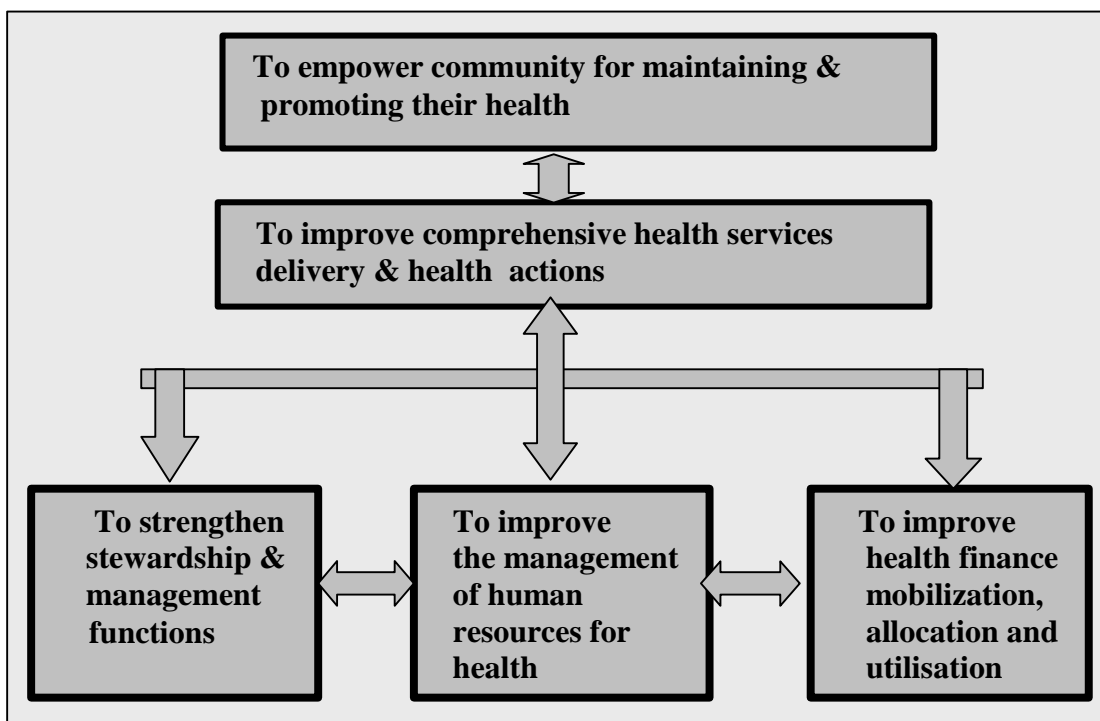 To empower community for maintaining &
promoting their health
To improve comprehensive health services
delivery & health actions
To strengthen
stewardship &
management
functions
To improve
the management
of human
resources for
health
To improve
health finance
mobilization,
allocation and
utilisation